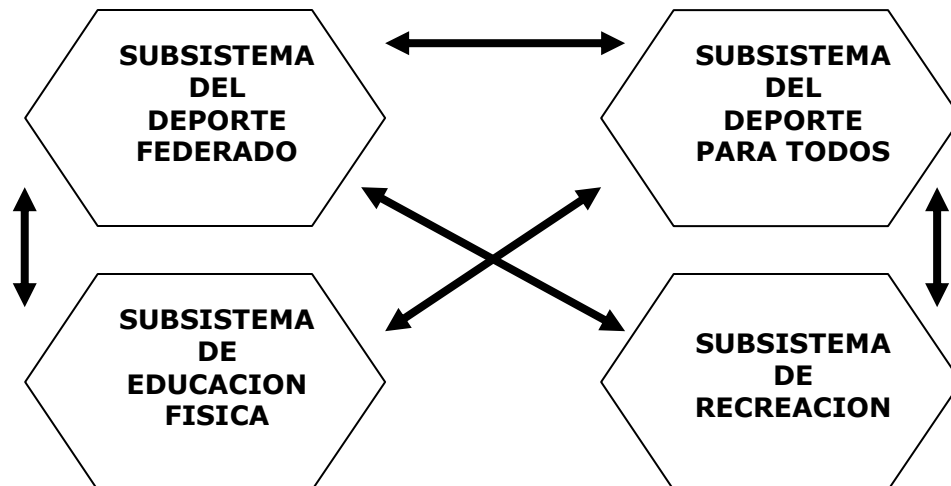 SUBSISTEMA
DEL
DEPORTE
FEDERADO
SUBSISTEMA
DEL
DEPORTE
PARA TODOS
SUBSISTEMA
DE
EDUCACION
FISICA
SUBSISTEMA
DE
RECREACION